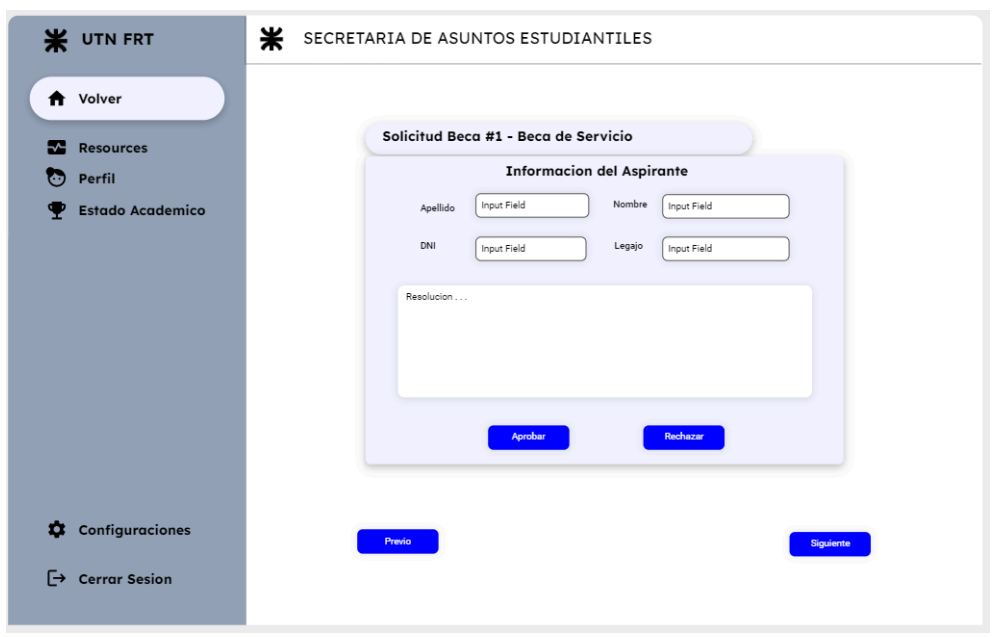 UTN FRT
SECRETARIA DE ASUNTOS ESTUDIANTILES
Volver
Resources
Perfil
Estado Academico
Configuraciones
Cerrar Sesion
Solicitud Beca #1 - Beca de Servicio
Informacion del Aspirante
Apellido Input Field Nombre Input Field
DNI Input Field Legajo Input Field
Resolucion . . .
Aprobar Rechazar
Previo Siguiente